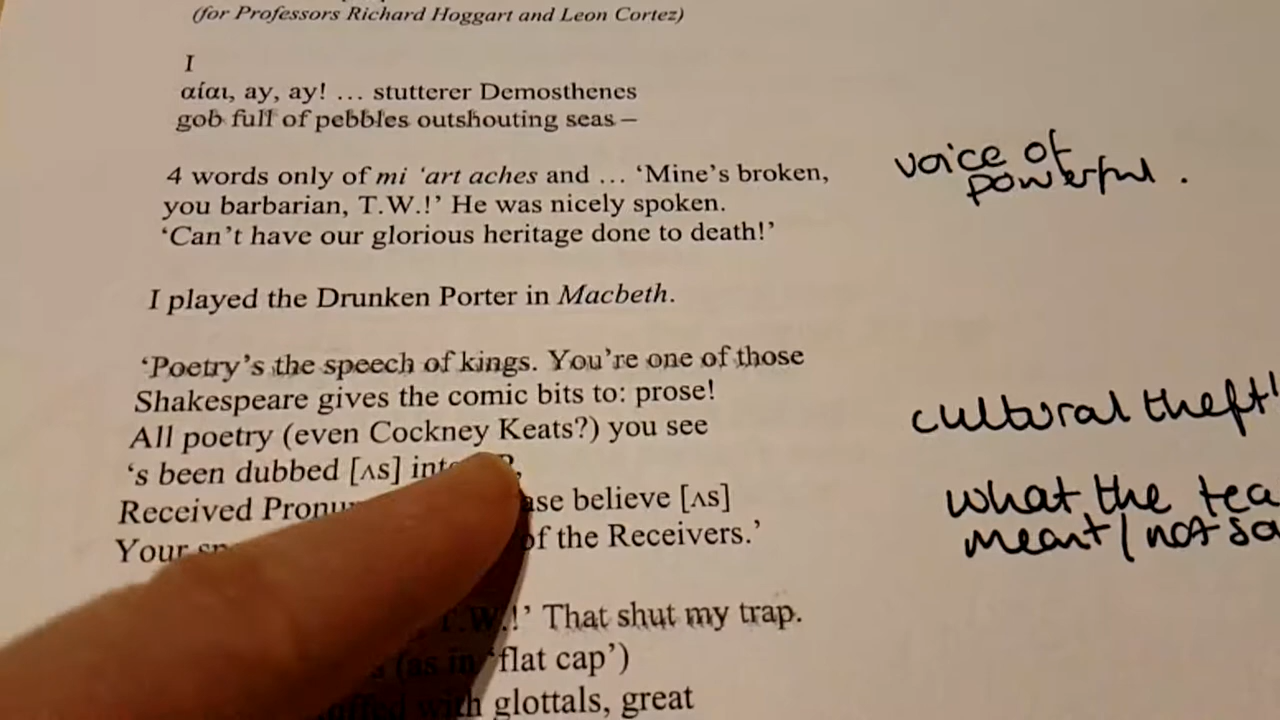 (for Professors Richard Hoggart and Leon Cortez)
I
αίαι, ay, ay! … stutterer Demosthenes
gob full of pebbles outshouting seas –
4 words only of mi 'art aches and … 'Mine's broken,
you barbarian, T.W.!' He was nicely spoken.
'Can't have our glorious heritage done to death!'
voice of
powerful.
I played the Drunken Porter in Macbeth.
'Poetry's the speech of kings. You're one of those
Shakespeare gives the comic bits to: prose!
All poetry (even Cockney Keats?) you see
's been dubbed [ʌs] into
Received believe [ʌs]
Your of the Receivers.'
cultural theft!
what the
meant / not
T.W.!' That shut my trap.
(as in 'flat cap')
with glottals, great